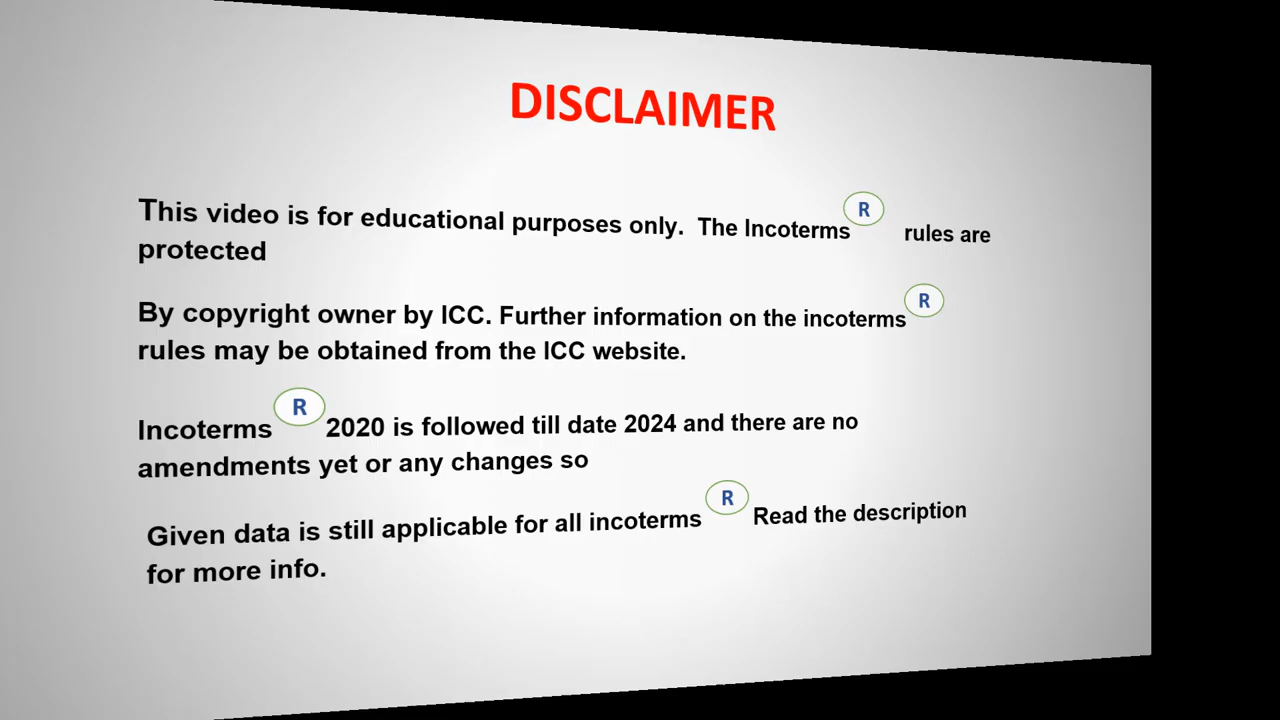 DISCLAIMER
This video is for educational purposes only. The Incoterms R rules are
protected
By copyright owner by ICC. Further information on the incoterms R
rules may be obtained from the ICC website.
Incoterms R 2020 is followed till date 2024 and there are no
amendments yet or any changes so
Given data is still applicable for all incoterms R Read the description
for more info.